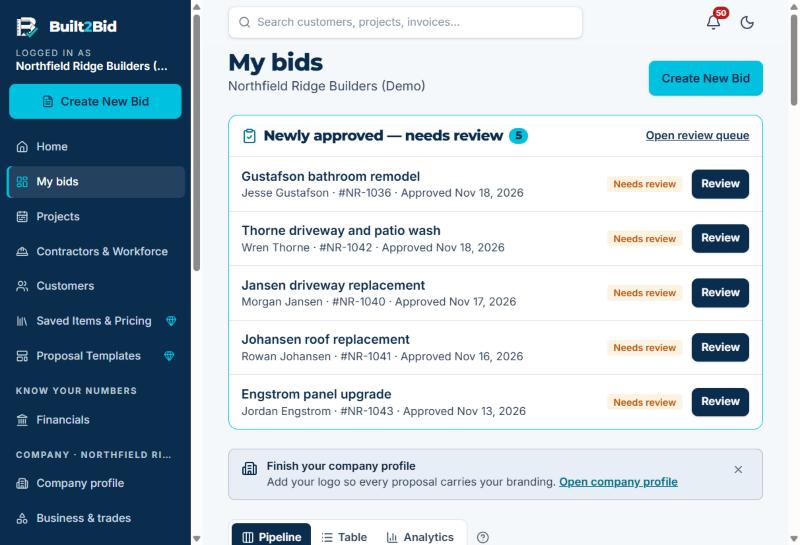 Built2Bid
LOGGED IN AS
Northfield Ridge Builders (...
Create New Bid
Home
My bids
Projects
Contractors & Workforce
Customers
Saved Items & Pricing
Proposal Templates
KNOW YOUR NUMBERS
Financials
COMPANY · NORTHFIELD RI...
Company profile
Business & trades
Search customers, projects, invoices...
50
My bids
Northfield Ridge Builders (Demo)
Create New Bid
Newly approved — needs review 5
Open review queue
Gustafson bathroom remodel
Jesse Gustafson · #NR-1036 · Approved Nov 18, 2026
Needs review
Review
Thorne driveway and patio wash
Wren Thorne · #NR-1042 · Approved Nov 18, 2026
Needs review
Review
Jansen driveway replacement
Morgan Jansen · #NR-1040 · Approved Nov 17, 2026
Needs review
Review
Johansen roof replacement
Rowan Johansen · #NR-1041 · Approved Nov 16, 2026
Needs review
Review
Engstrom panel upgrade
Jordan Engstrom · #NR-1043 · Approved Nov 13, 2026
Needs review
Review
Finish your company profile
Add your logo so every proposal carries your branding. Open company profile
Pipeline
Table
Analytics